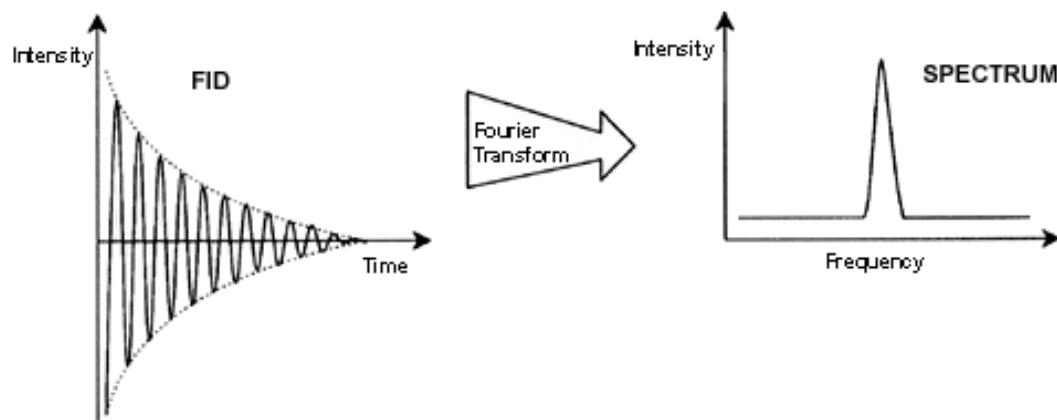 Intensity
FID
Time
Fourier
Transform
Intensity
SPECTRUM
Frequency